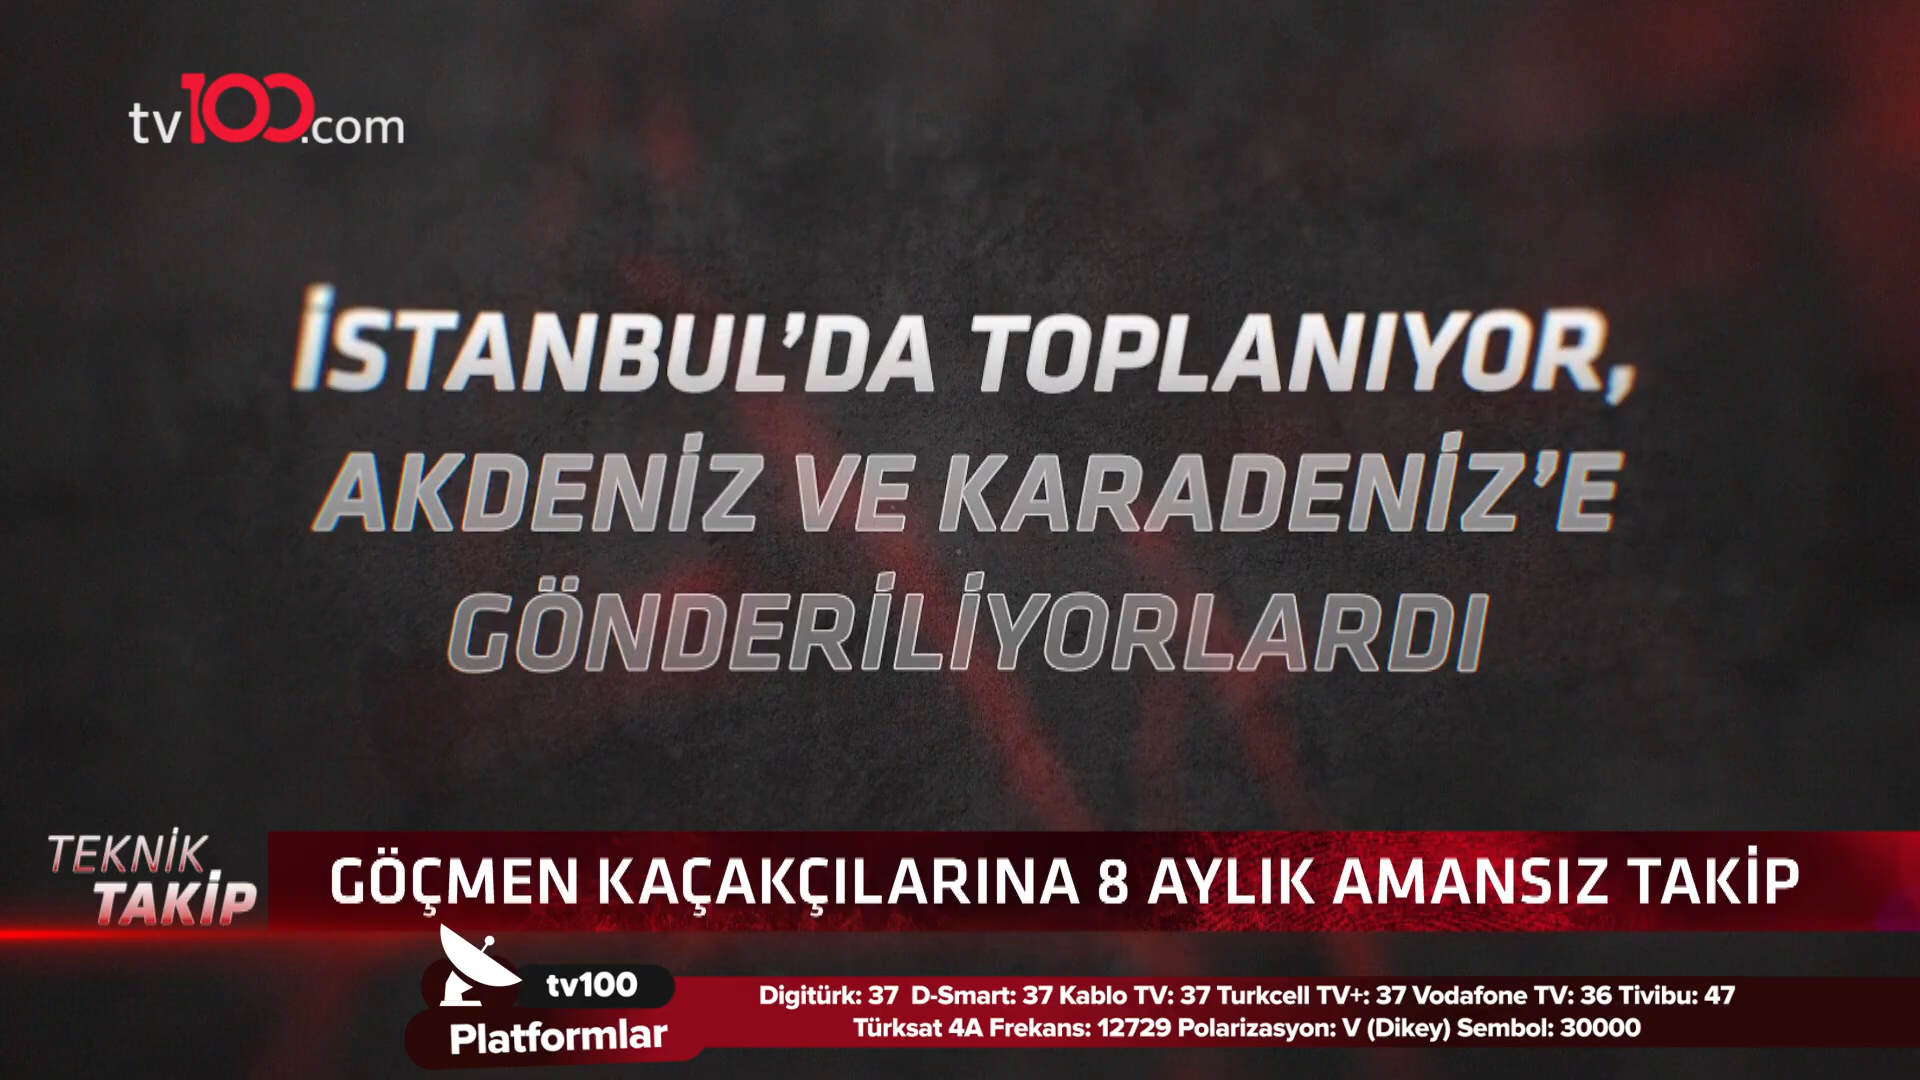 tv100.com
İSTANBUL'DA TOPLANIYOR,
AKDENİZ VE KARADENİZ'E
GÖNDERİLİYORLARDI
TEKNİK
TAKİP
GÖÇMEN KAÇAKÇILARINA 8 AYLIK AMANSIZ TAKİP
tv100
Platformlar
Digitürk: 37 D-Smart: 37 Kablo TV: 37 Turkcell TV+: 37 Vodafone TV: 36 Tivibu: 47
Türksat 4A Frekans: 12729 Polarizasyon: V (Dikey) Sembol: 30000